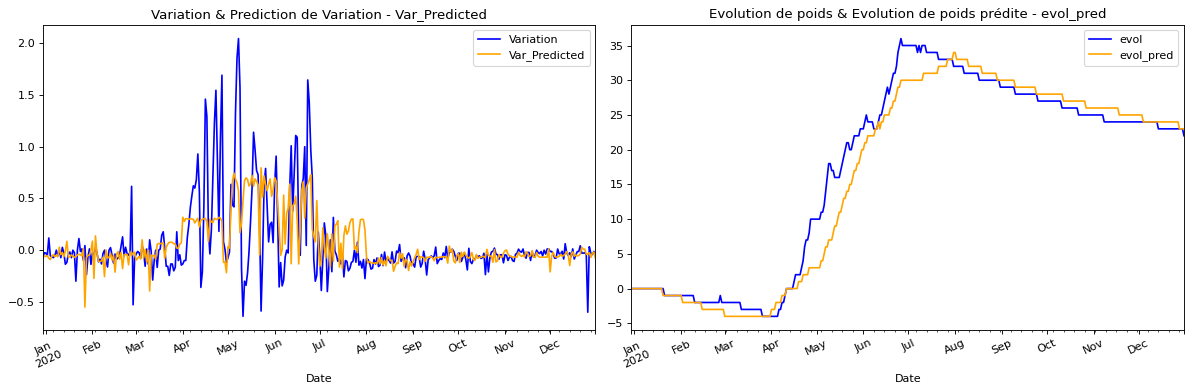 Variation & Prediction de Variation - Var_Predicted
2.0
1.5
1.0
0.5
0.0
−0.5
Variation
Var_Predicted
Jan
2020
Feb
Mar
Apr
May
Jun
Jul
Aug
Sep
Oct
Nov
Dec
Date
Evolution de poids & Evolution de poids prédite - evol_pred
35
30
25
20
15
10
5
0
−5
evol
evol_pred
Jan
2020
Feb
Mar
Apr
May
Jun
Jul
Aug
Sep
Oct
Nov
Dec
Date